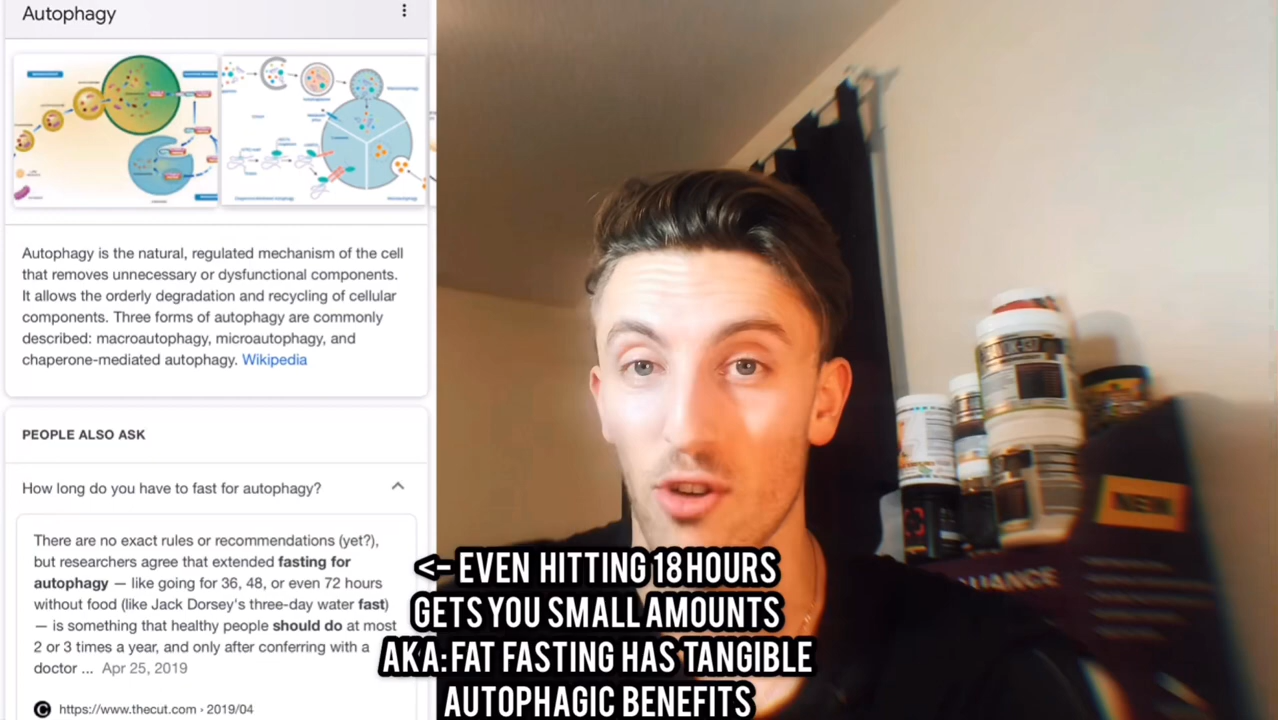 Autophagy
Autophagy is the natural, regulated mechanism of the cell
that removes unnecessary or dysfunctional components.
It allows the orderly degradation and recycling of cellular
components. Three forms of autophagy are commonly
described: macroautophagy, microautophagy, and
chaperone-mediated autophagy. Wikipedia
PEOPLE ALSO ASK
How long do you have to fast for autophagy?
There are no exact rules or recommendations (yet?),
but researchers agree that extended fasting for
autophagy — like going for 36, 48, or even 72 hours
without food (like Jack Dorsey's three-day water fast)
— is something that healthy people should do at most
2 or 3 times a year, and only after conferring with a
doctor ... Apr 25, 2019
https://www.thecut.com › 2019/04
<- EVEN HITTING 18 HOURS
GETS YOU SMALL AMOUNTS
AKA: FAT FASTING HAS TANGIBLE
AUTOPHAGIC BENEFITS